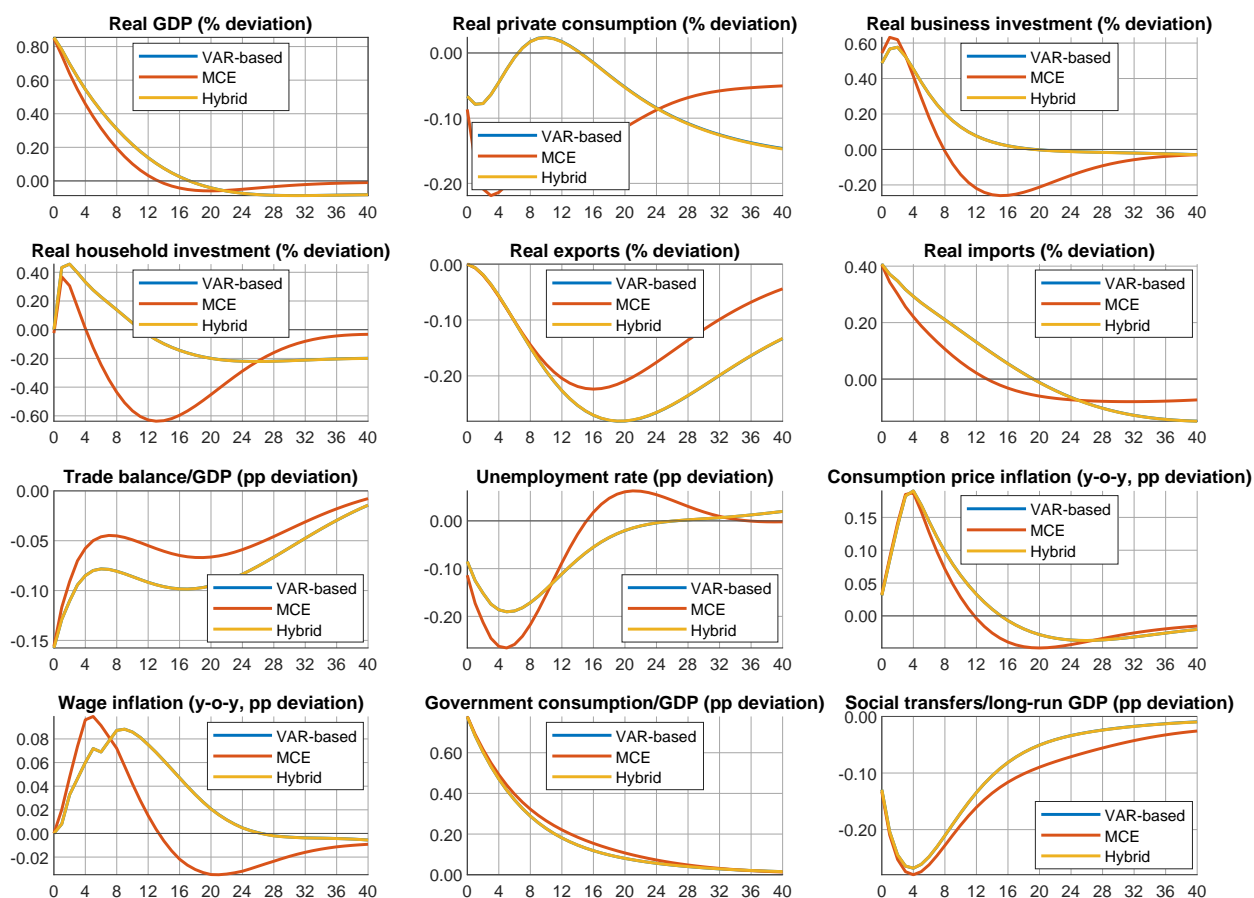 Real GDP (% deviation)
0.80
0.60
0.40
0.20
0.00
VAR-based
MCE
Hybrid
0 4 8 12 16 20 24 28 32 36 40
Real private consumption (% deviation)
0.00
-0.10
-0.20
VAR-based
MCE
Hybrid
0 4 8 12 16 20 24 28 32 36 40
Real business investment (% deviation)
0.60
0.40
0.20
0.00
-0.20
VAR-based
MCE
Hybrid
0 4 8 12 16 20 24 28 32 36 40
Real household investment (% deviation)
0.40
0.20
0.00
-0.20
-0.40
-0.60
VAR-based
MCE
Hybrid
0 4 8 12 16 20 24 28 32 36 40
Real exports (% deviation)
0.00
-0.10
-0.20
VAR-based
MCE
Hybrid
0 4 8 12 16 20 24 28 32 36 40
Real imports (% deviation)
0.40
0.20
0.00
VAR-based
MCE
Hybrid
0 4 8 12 16 20 24 28 32 36 40
Trade balance/GDP (pp deviation)
0.00
-0.05
-0.10
-0.15
VAR-based
MCE
Hybrid
0 4 8 12 16 20 24 28 32 36 40
Unemployment rate (pp deviation)
0.00
-0.10
-0.20
VAR-based
MCE
Hybrid
0 4 8 12 16 20 24 28 32 36 40
Consumption price inflation (y-o-y, pp deviation)
0.15
0.10
0.05
0.00
VAR-based
MCE
Hybrid
0 4 8 12 16 20 24 28 32 36 40
Wage inflation (y-o-y, pp deviation)
0.08
0.06
0.04
0.02
0.00
-0.02
VAR-based
MCE
Hybrid
0 4 8 12 16 20 24 28 32 36 40
Government consumption/GDP (pp deviation)
0.60
0.40
0.20
0.00
VAR-based
MCE
Hybrid
0 4 8 12 16 20 24 28 32 36 40
Social transfers/long-run GDP (pp deviation)
0.00
-0.10
-0.20
VAR-based
MCE
Hybrid
0 4 8 12 16 20 24 28 32 36 40